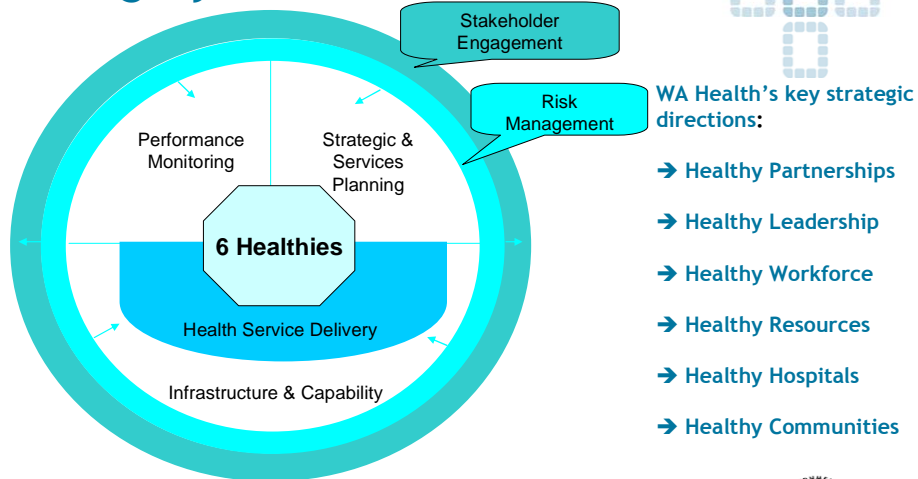 Stakeholder
Engagement
Risk
Management
Performance
Monitoring
Strategic &
Services
Planning
6 Healthies
Health Service Delivery
Infrastructure & Capability
WA Health’s key strategic
directions:
➔ Healthy Partnerships
➔ Healthy Leadership
➔ Healthy Workforce
➔ Healthy Resources
➔ Healthy Hospitals
➔ Healthy Communities